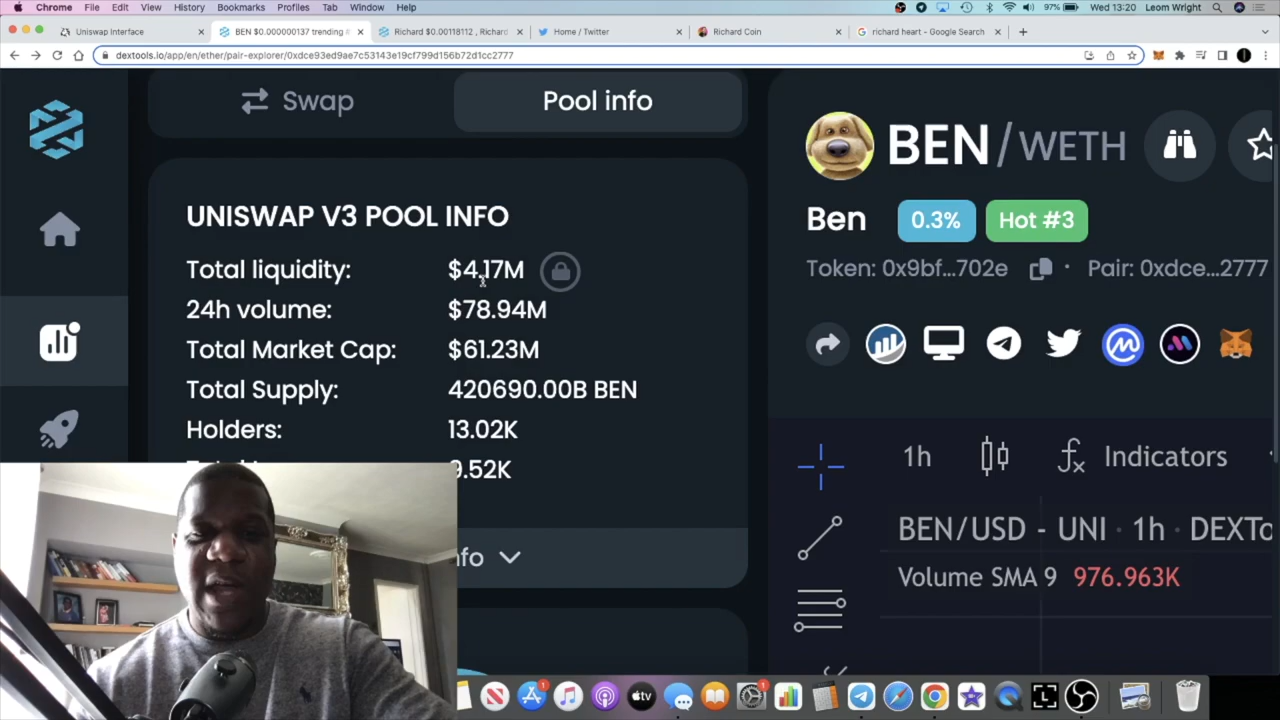 Chrome File Edit View History Bookmarks Profiles Tab Window Help 97% Wed 13:20 Leom Wright
Uniswap Interface BEN $0.000000137 trending Richard $0.00118112 , Richard Home / Twitter Richard Coin richard heart - Google Search
dextools.io/app/en/ether/pair-explorer/0xdce93ed9ae7c53143e19cf799d156b72d1cc2777
Swap Pool info
BEN/WETH
UNISWAP V3 POOL INFO
Ben 0.3% Hot #3
Total liquidity: $4.17M
Token: 0x9bf...702e Pair: 0xdce...2777
24h volume: $78.94M
Total Market Cap: $61.23M
Total Supply: 420690.00B BEN
Holders: 13.02K
9.52K
1h Indicators
BEN/USD - UNI · 1h · DEXTo
nfo
Volume SMA 9 976.963K
tv